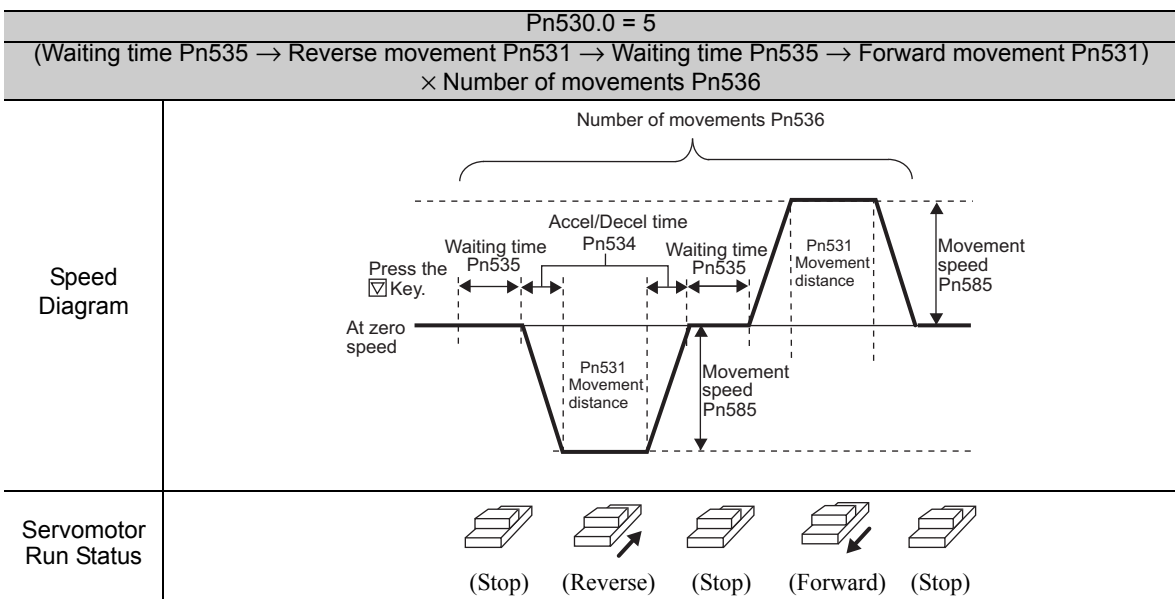 Pn530.0 = 5
(Waiting time Pn535 → Reverse movement Pn531 → Waiting time Pn535 → Forward movement Pn531)
× Number of movements Pn536
Speed
Diagram
Number of movements Pn536
Accel/Decel time
Pn534
Waiting time
Pn535
Waiting time
Pn535
Press the
▽ Key.
Pn531
Movement
distance
Movement
speed
Pn585
At zero
speed
Pn531
Movement
distance
Movement
speed
Pn585
Servomotor
Run Status
(Stop) (Reverse) (Stop) (Forward) (Stop)